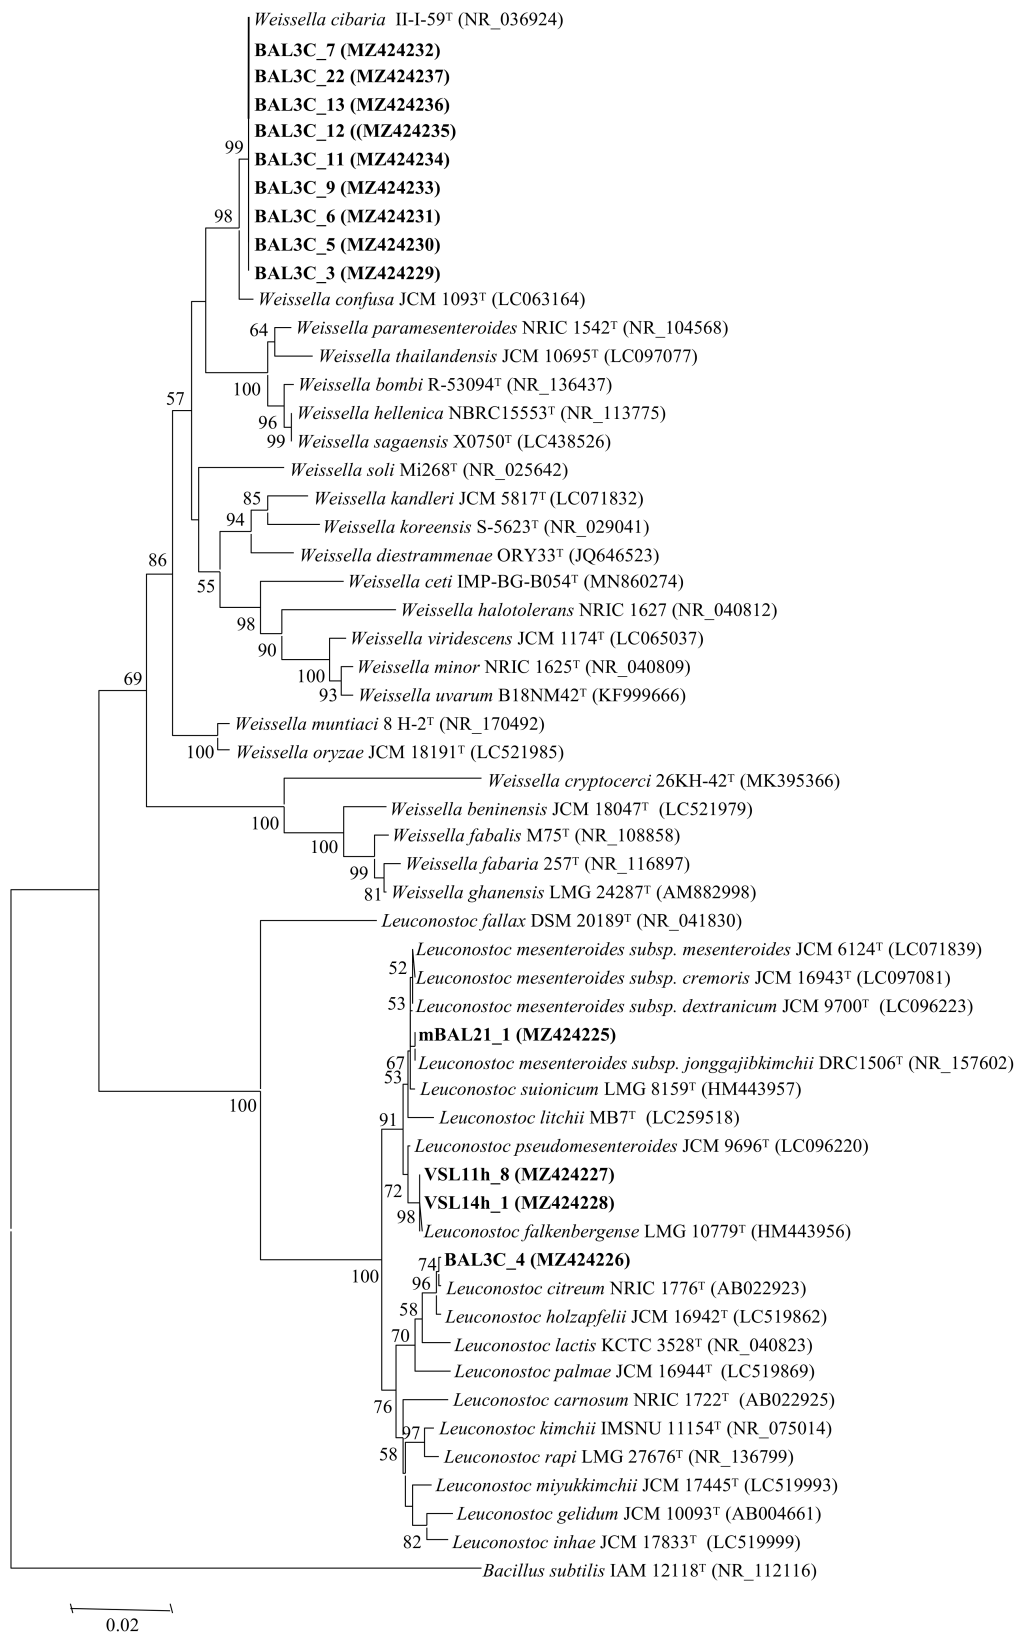 Weissella cibaria II-I-59ᵀ (NR_036924)
BAL3C_7 (MZ424232)
BAL3C_22 (MZ424237)
BAL3C_13 (MZ424236)
BAL3C_12 ((MZ424235)
99
BAL3C_11 (MZ424234)
BAL3C_9 (MZ424233)
98
BAL3C_6 (MZ424231)
BAL3C_5 (MZ424230)
BAL3C_3 (MZ424229)
Weissella confusa JCM 1093ᵀ (LC063164)
64
Weissella paramesenteroides NRIC 1542ᵀ (NR_104568)
Weissella thailandensis JCM 10695ᵀ (LC097077)
100
Weissella bombi R-53094ᵀ (NR_136437)
57
Weissella hellenica NBRC15553ᵀ (NR_113775)
96
99
Weissella sagaensis X0750ᵀ (LC438526)
Weissella soli Mi268ᵀ (NR_025642)
85
Weissella kandleri JCM 5817ᵀ (LC071832)
94
Weissella koreensis S-5623ᵀ (NR_029041)
Weissella diestrammenae ORY33ᵀ (JQ646523)
86
55
Weissella ceti IMP-BG-B054ᵀ (MN860274)
Weissella halotolerans NRIC 1627 (NR_040812)
98
Weissella viridescens JCM 1174ᵀ (LC065037)
90
Weissella minor NRIC 1625ᵀ (NR_040809)
100
69
93
Weissella uvarum B18NM42ᵀ (KF999666)
Weissella muntiaci 8 H-2ᵀ (NR_170492)
100
Weissella oryzae JCM 18191ᵀ (LC521985)
Weissella cryptocerci 26KH-42ᵀ (MK395366)
Weissella beninensis JCM 18047ᵀ (LC521979)
100
Weissella fabalis M75ᵀ (NR_108858)
100
Weissella fabaria 257ᵀ (NR_116897)
99
81
Weissella ghanensis LMG 24287ᵀ (AM882998)
Leuconostoc fallax DSM 20189ᵀ (NR_041830)
Leuconostoc mesenteroides subsp. mesenteroides JCM 6124ᵀ (LC071839)
52
Leuconostoc mesenteroides subsp. cremoris JCM 16943ᵀ (LC097081)
53
Leuconostoc mesenteroides subsp. dextranicum JCM 9700ᵀ (LC096223)
mBAL21_1 (MZ424225)
67
Leuconostoc mesenteroides subsp. jonggajibkimchii DRC1506ᵀ (NR_157602)
53
Leuconostoc suionicum LMG 8159ᵀ (HM443957)
100
91
Leuconostoc litchii MB7ᵀ (LC259518)
Leuconostoc pseudomesenteroides JCM 9696ᵀ (LC096220)
VSL11h_8 (MZ424227)
72
VSL14h_1 (MZ424228)
98
Leuconostoc falkenbergense LMG 10779ᵀ (HM443956)
74
BAL3C_4 (MZ424226)
100
96
Leuconostoc citreum NRIC 1776ᵀ (AB022923)
58
Leuconostoc holzapfelii JCM 16942ᵀ (LC519862)
70
Leuconostoc lactis KCTC 3528ᵀ (NR_040823)
Leuconostoc palmae JCM 16944ᵀ (LC519869)
76
Leuconostoc carnosum NRIC 1722ᵀ (AB022925)
97
Leuconostoc kimchii IMSNU 11154ᵀ (NR_075014)
58
Leuconostoc rapi LMG 27676ᵀ (NR_136799)
Leuconostoc miyukkimchii JCM 17445ᵀ (LC519993)
Leuconostoc gelidum JCM 10093ᵀ (AB004661)
82
Leuconostoc inhae JCM 17833ᵀ (LC519999)
Bacillus subtilis IAM 12118ᵀ (NR_112116)
0.02